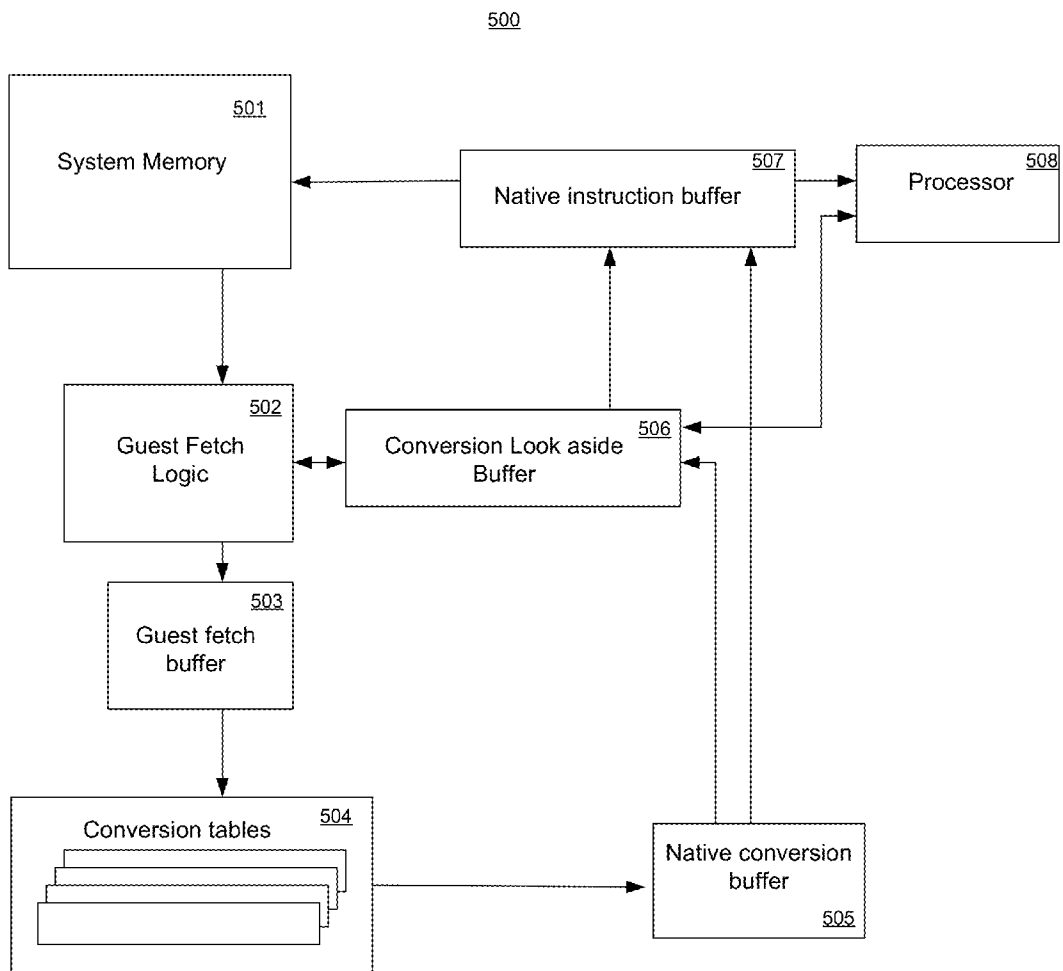 500
501
System Memory
507
Native instruction buffer
508
Processor
502
Guest Fetch
Logic
506
Conversion Look aside
Buffer
503
Guest fetch
buffer
504
Conversion tables
Native conversion
buffer
505